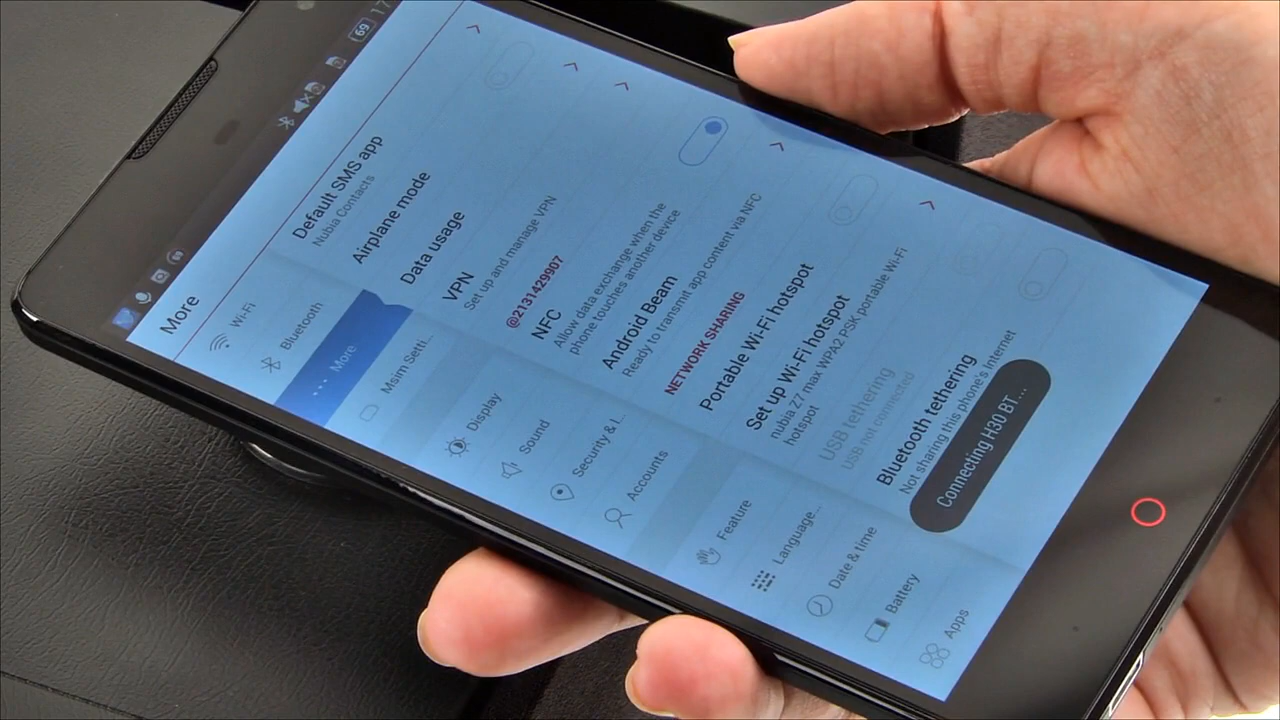 69
17
More
Wi-Fi
Bluetooth
More
Msim Setti...
Display
Sound
Security & l...
Accounts
Feature
Language...
Date & time
Battery
Apps
Default SMS app
Nubia Contacts
Airplane mode
Data usage
VPN
Set up and manage VPN
@2131429907
NFC
Allow data exchange when the
phone touches another device
Android Beam
Ready to transmit app content via NFC
NETWORK SHARING
Portable Wi-Fi hotspot
Set up Wi-Fi hotspot
nubia Z7 max WPA2 PSK portable Wi-Fi
hotspot
USB tethering
USB not connected
Bluetooth tethering
Not sharing this phone's Internet
Connecting H30 BT...